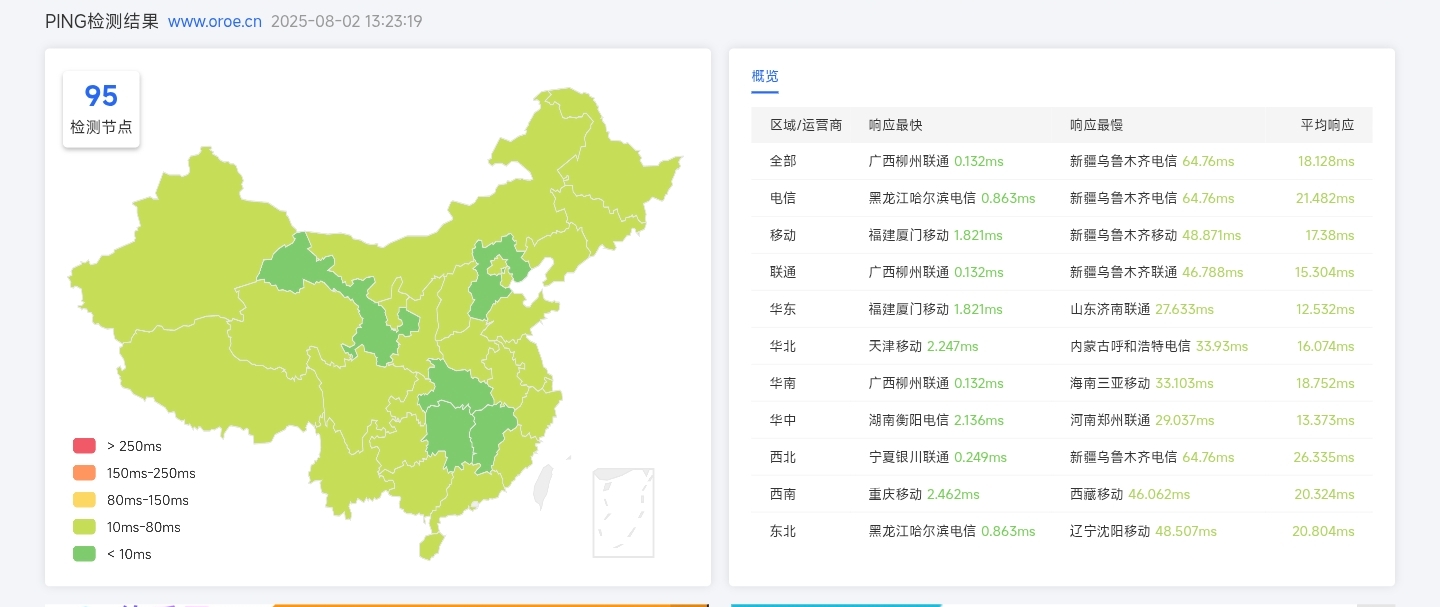 PING检测结果 www.oroe.cn 2025-08-02 13:23:19
95
检测节点
> 250ms
150ms-250ms
80ms-150ms
10ms-80ms
< 10ms
概览
区域/运营商 响应最快 响应最慢 平均响应
全部 广西柳州联通 0.132ms 新疆乌鲁木齐电信 64.76ms 18.128ms
电信 黑龙江哈尔滨电信 0.863ms 新疆乌鲁木齐电信 64.76ms 21.482ms
移动 福建厦门移动 1.821ms 新疆乌鲁木齐移动 48.871ms 17.38ms
联通 广西柳州联通 0.132ms 新疆乌鲁木齐联通 46.788ms 15.304ms
华东 福建厦门移动 1.821ms 山东济南联通 27.633ms 12.532ms
华北 天津移动 2.247ms 内蒙古呼和浩特电信 33.93ms 16.074ms
华南 广西柳州联通 0.132ms 海南三亚移动 33.103ms 18.752ms
华中 湖南衡阳电信 2.136ms 河南郑州联通 29.037ms 13.373ms
西北 宁夏银川联通 0.249ms 新疆乌鲁木齐电信 64.76ms 26.335ms
西南 重庆移动 2.462ms 西藏移动 46.062ms 20.324ms
东北 黑龙江哈尔滨电信 0.863ms 辽宁沈阳移动 48.507ms 20.804ms